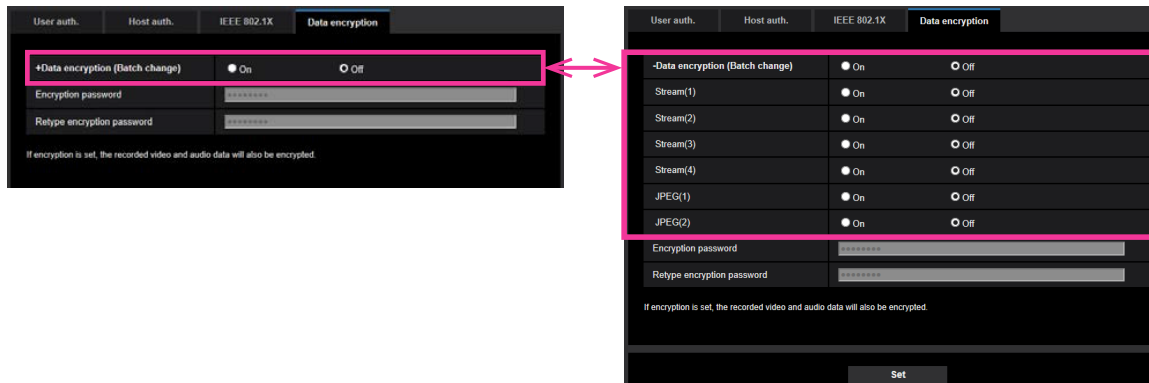 User auth. Host auth. IEEE 802.1X Data encryption
+Data encryption (Batch change) On Off
Encryption password ••••••••
Retype encryption password ••••••••
If encryption is set, the recorded video and audio data will also be encrypted.
User auth. Host auth. IEEE 802.1X Data encryption
-Data encryption (Batch change) On Off
Stream(1) On Off
Stream(2) On Off
Stream(3) On Off
Stream(4) On Off
JPEG(1) On Off
JPEG(2) On Off
Encryption password ••••••••
Retype encryption password ••••••••
If encryption is set, the recorded video and audio data will also be encrypted.
Set